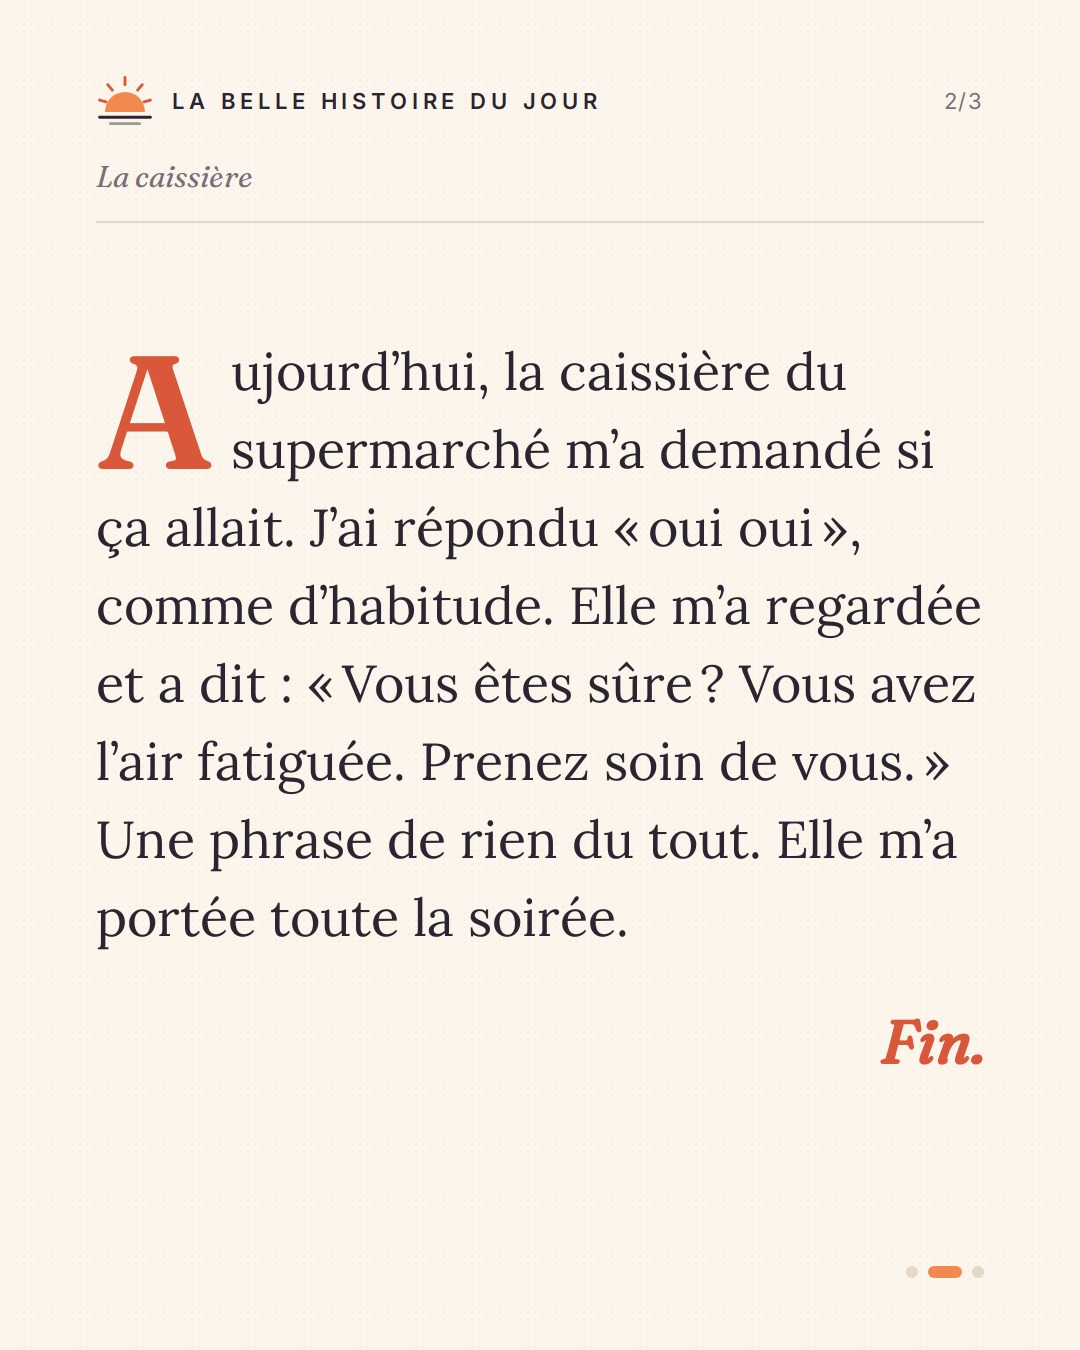 LA BELLE HISTOIRE DU JOUR
2/3
La caissière
Aujourd’hui, la caissière du
supermarché m’a demandé si
ça allait. J’ai répondu « oui oui »,
comme d’habitude. Elle m’a regardée
et a dit : « Vous êtes sûre ? Vous avez
l’air fatiguée. Prenez soin de vous. »
Une phrase de rien du tout. Elle m’a
portée toute la soirée.
Fin.